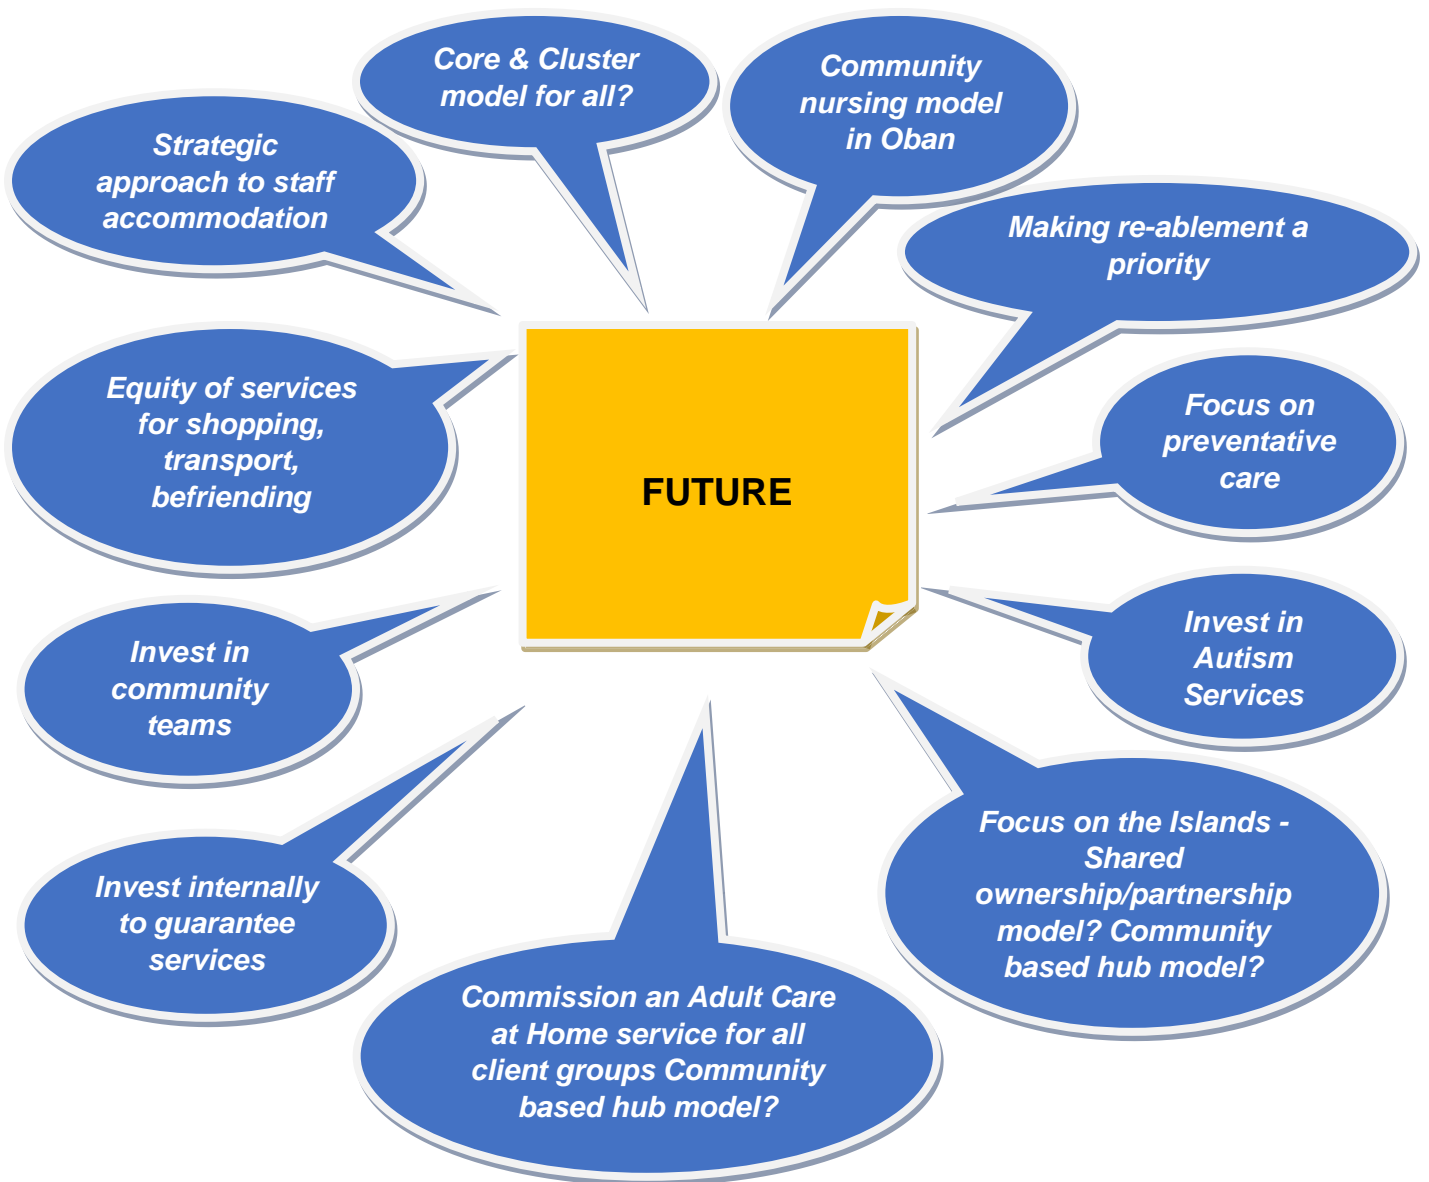 Core & Cluster
model for all?
Community
nursing model
in Oban
Strategic
approach to staff
accommodation
Making re-ablement a
priority
Equity of services
for shopping,
transport,
befriending
FUTURE
Focus on
preventative
care
Invest in
community
teams
Invest in
Autism
Services
Invest internally
to guarantee
services
Focus on the Islands -
Shared
ownership/partnership
model? Community
based hub model?
Commission an Adult Care
at Home service for all
client groups Community
based hub model?